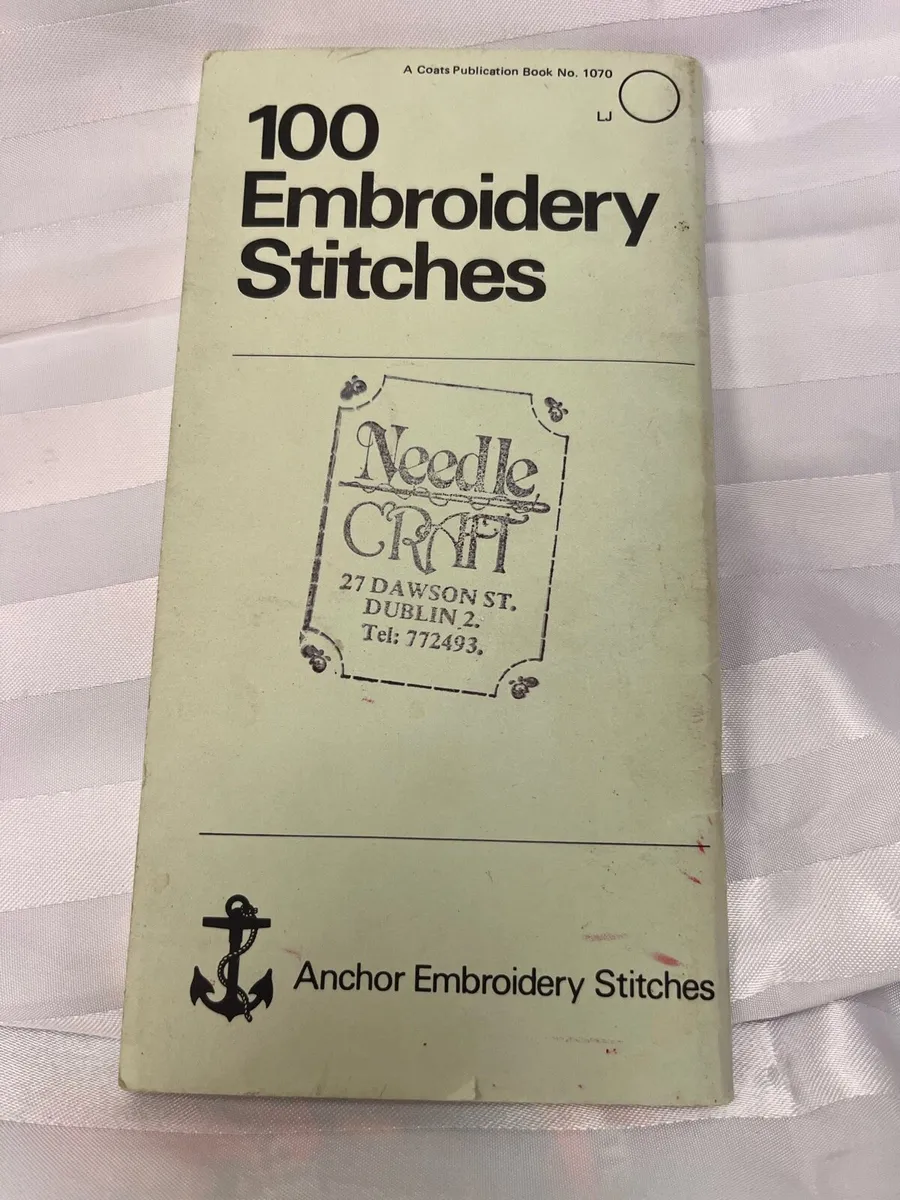 A Coats Publication Book No. 1070
LJ
100
Embroidery
Stitches
Needle
CRAFT
27 DAWSON ST.
DUBLIN 2.
Tel: 772493.
Anchor Embroidery Stitches